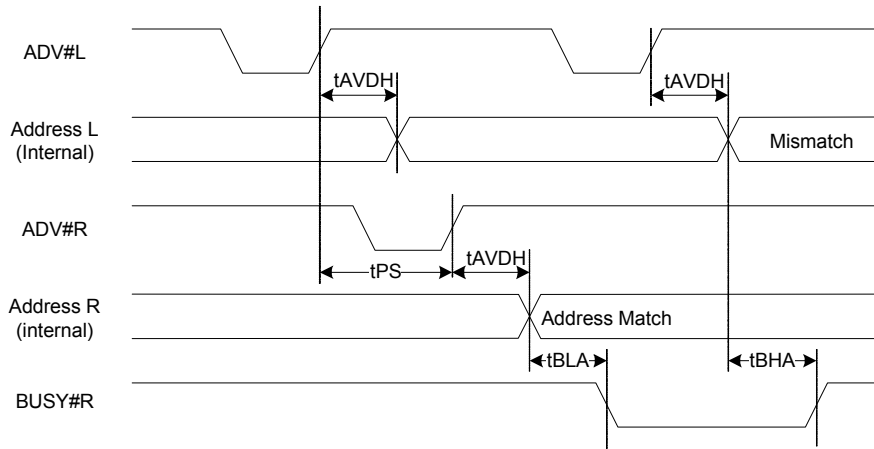 ADV#L
tAVDH
tAVDH
Address L
(Internal)
Mismatch
ADV#R
tPS
tAVDH
Address R
(internal)
Address Match
tBLA
tBHA
BUSY#R